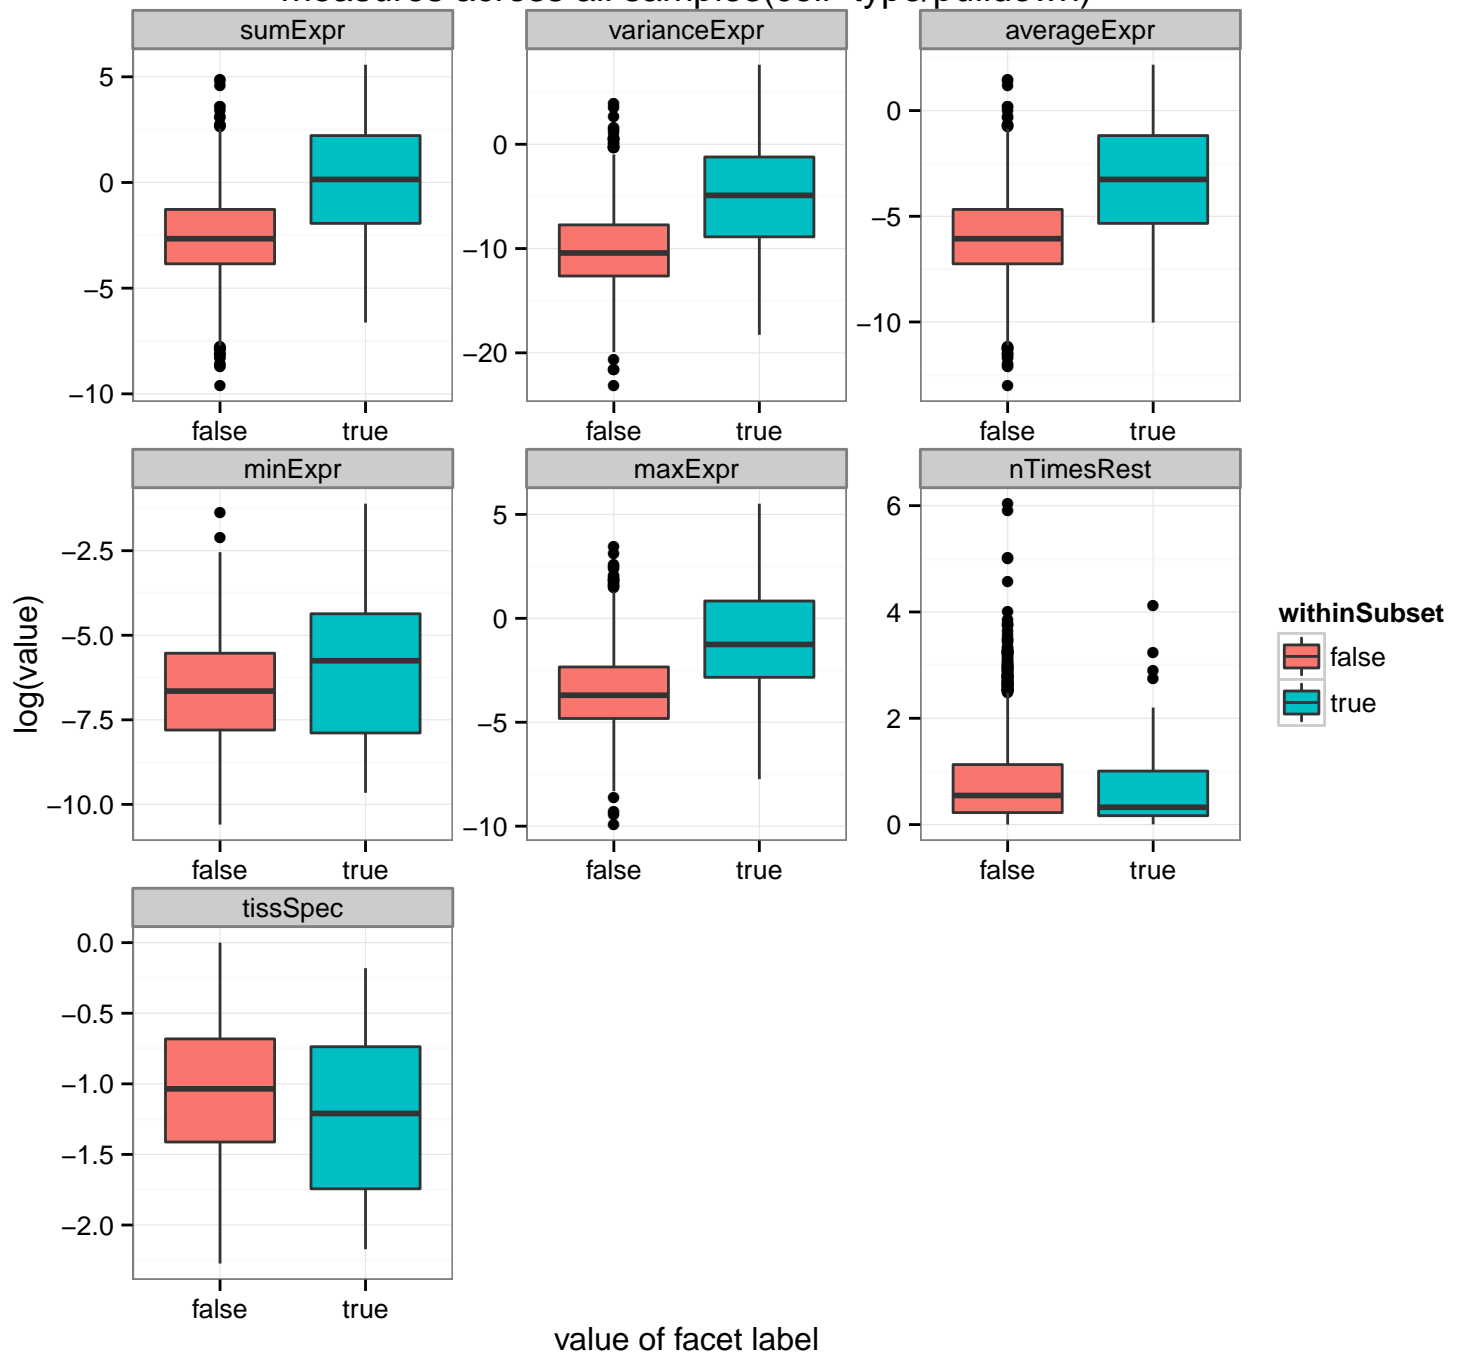 across all
sumExpr
varianceExpr
averageExpr
5
0
−5
−10
0
−10
−20
0
−5
−10
false true
false true
false true
minExpr
maxExpr
nTimesRest
log(value)
−2.5
−5.0
−7.5
−10.0
5
0
−5
−10
6
4
2
0
false true
false true
false true
withinSubset
false
true
tissSpec
0.0
−0.5
−1.0
−1.5
−2.0
false true
value of facet label